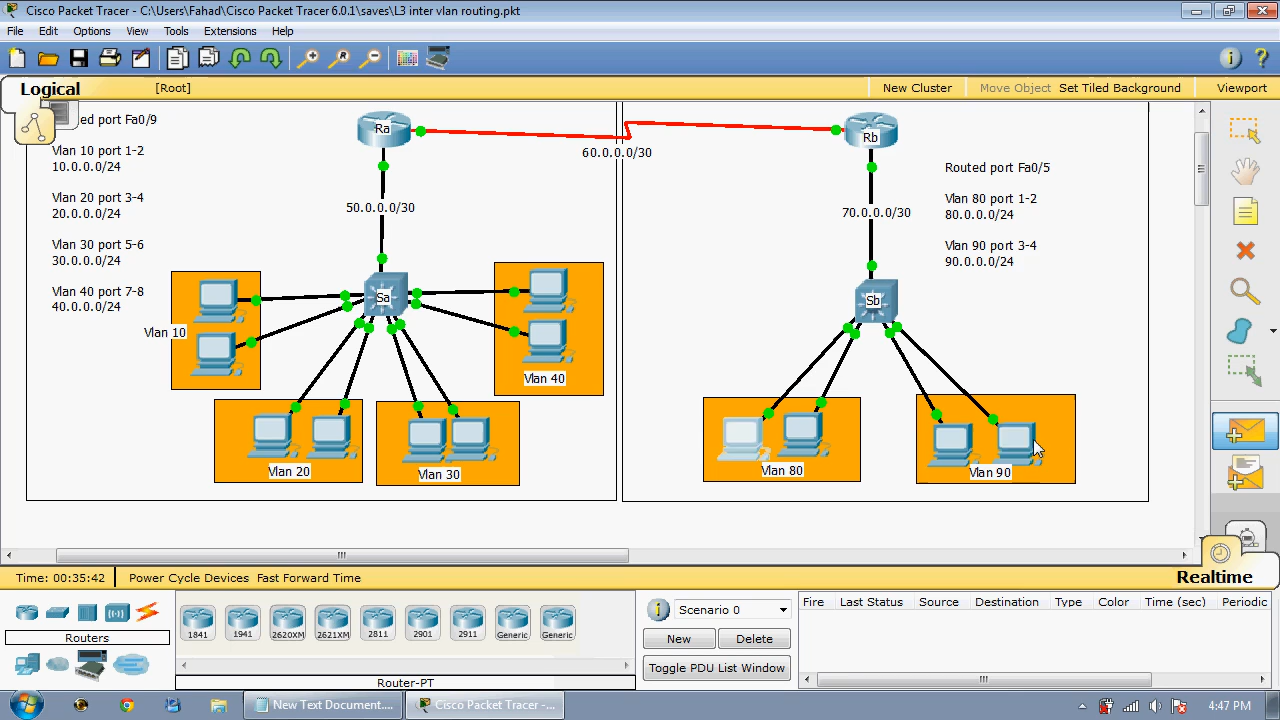 Cisco Packet Tracer - C:\Users\Fahad\Cisco Packet Tracer 6.0.1\saves\L3 inter vlan routing.pkt
File Edit Options View Tools Extensions Help
Logical [Root] New Cluster Move Object Set Tiled Background Viewport
ed port Fa0/9
Vlan 10 port 1-2
10.0.0.0/24
Vlan 20 port 3-4
20.0.0.0/24
Vlan 30 port 5-6
30.0.0.0/24
Vlan 40 port 7-8
40.0.0.0/24
Ra
60.0.0.0/30
Rb
50.0.0.0/30
70.0.0.0/30
Routed port Fa0/5
Vlan 80 port 1-2
80.0.0.0/24
Vlan 90 port 3-4
90.0.0.0/24
Sa
Sb
Vlan 10
Vlan 40
Vlan 20
Vlan 30
Vlan 80
Vlan 90
Time: 00:35:42 Power Cycle Devices Fast Forward Time
Realtime
Routers
1841 1941 2620XM 2621XM 2811 2901 2911 Generic Generic
Router-PT
Scenario 0
New Delete
Toggle PDU List Window
Fire Last Status Source Destination Type Color Time (sec) Periodic
New Text Document....
Cisco Packet Tracer -...
4:47 PM